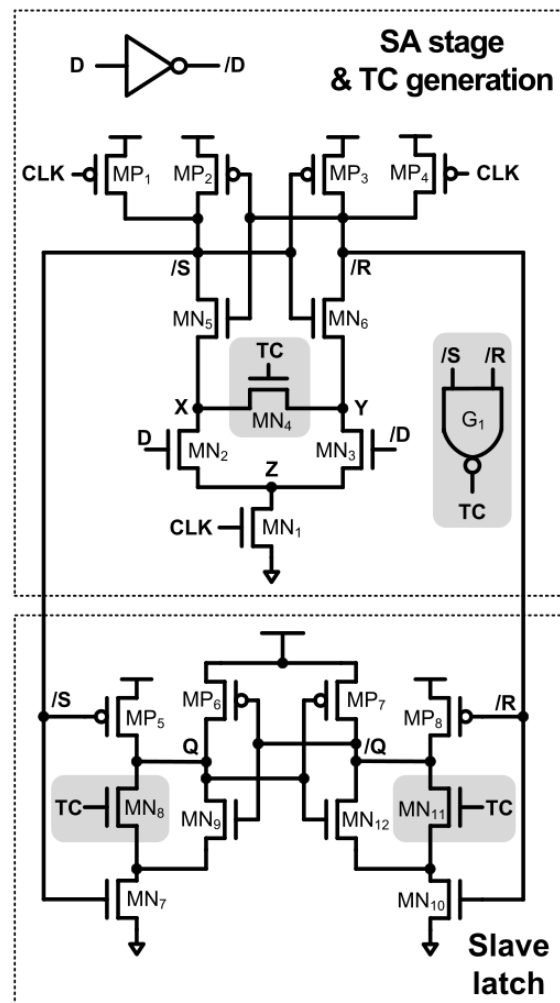 SA stage
& TC generation
D /D
CLK MP1 MP2 MP3 MP4 CLK
/S /R
MN5 MN6
TC
X Y
MN4
D MN2 MN3 /D
Z
CLK MN1
/S /R
G1
TC
/S MP5 MP6 MP7 MP8 /R
Q /Q
TC MN8 MN9 MN12 MN11 TC
MN7 MN10
Slave
latch